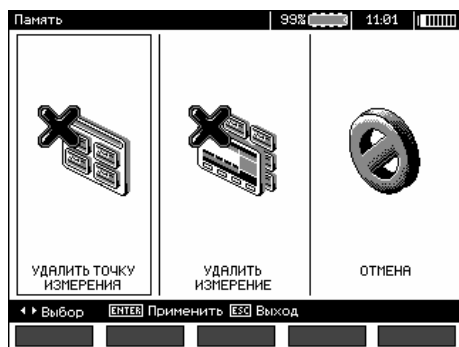 Память 99% 11:01
УДАЛИТЬ ТОЧКУ
ИЗМЕРЕНИЯ
УДАЛИТЬ
ИЗМЕРЕНИЕ
ОТМЕНА
Выбор ENTER Применить ESC Выход